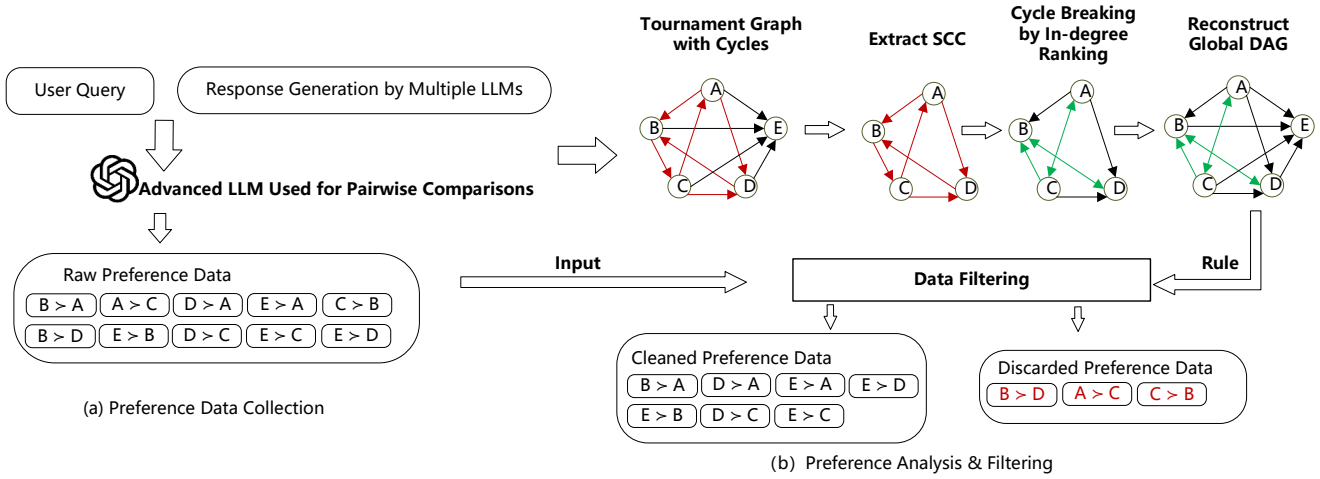 User Query
Response Generation by Multiple LLMs
Advanced LLM Used for Pairwise Comparisons
Raw Preference Data
B ≻ A
A ≻ C
D ≻ A
E ≻ A
C ≻ B
B ≻ D
E ≻ B
D ≻ C
E ≻ C
E ≻ D
(a) Preference Data Collection
Tournament Graph
with Cycles
A
B
E
C
D
Extract SCC
A
B
C
D
Cycle Breaking
by In-degree
Ranking
A
B
C
D
Reconstruct
Global DAG
A
B
E
C
D
Input
Data Filtering
Rule
Cleaned Preference Data
B ≻ A
D ≻ A
E ≻ A
E ≻ D
E ≻ B
D ≻ C
E ≻ C
Discarded Preference Data
B ≻ D
A ≻ C
C ≻ B
(b) Preference Analysis & Filtering